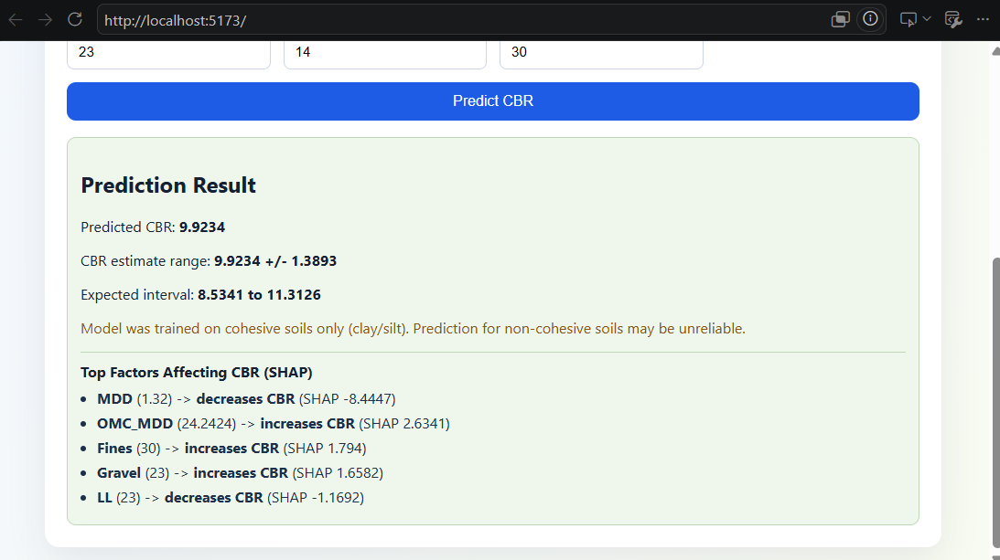 http://localhost:5173/
23 14 30
Predict CBR
Prediction Result
Predicted CBR: 9.9234
CBR estimate range: 9.9234 +/- 1.3893
Expected interval: 8.5341 to 11.3126
Model was trained on cohesive soils only (clay/silt). Prediction for non-cohesive soils may be unreliable.
Top Factors Affecting CBR (SHAP)
• MDD (1.32) -> decreases CBR (SHAP -8.4447)
• OMC_MDD (24.2424) -> increases CBR (SHAP 2.6341)
• Fines (30) -> increases CBR (SHAP 1.794)
• Gravel (23) -> increases CBR (SHAP 1.6582)
• LL (23) -> decreases CBR (SHAP -1.1692)